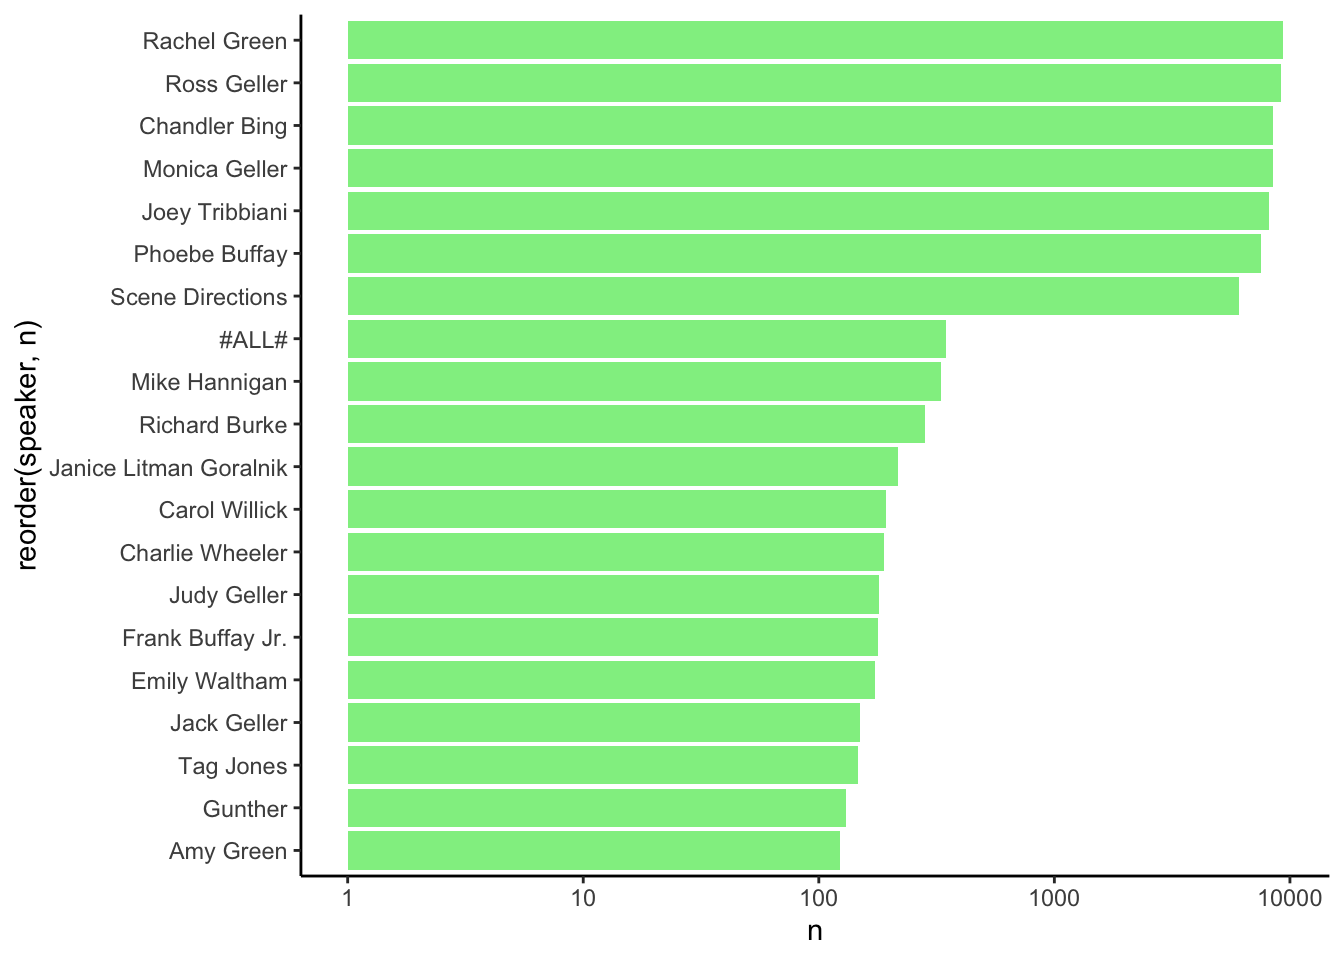 Rachel Green
Ross Geller
Chandler Bing
Monica Geller
Joey Tribbiani
Phoebe Buffay
Scene Directions
#ALL#
Mike Hannigan
Richard Burke
Janice Litman Goralnik
Carol Willick
Charlie Wheeler
Judy Geller
Frank Buffay Jr.
Emily Waltham
Jack Geller
Tag Jones
Gunther
Amy Green
reorder(speaker, n)
1 10 100 1000 10000
n